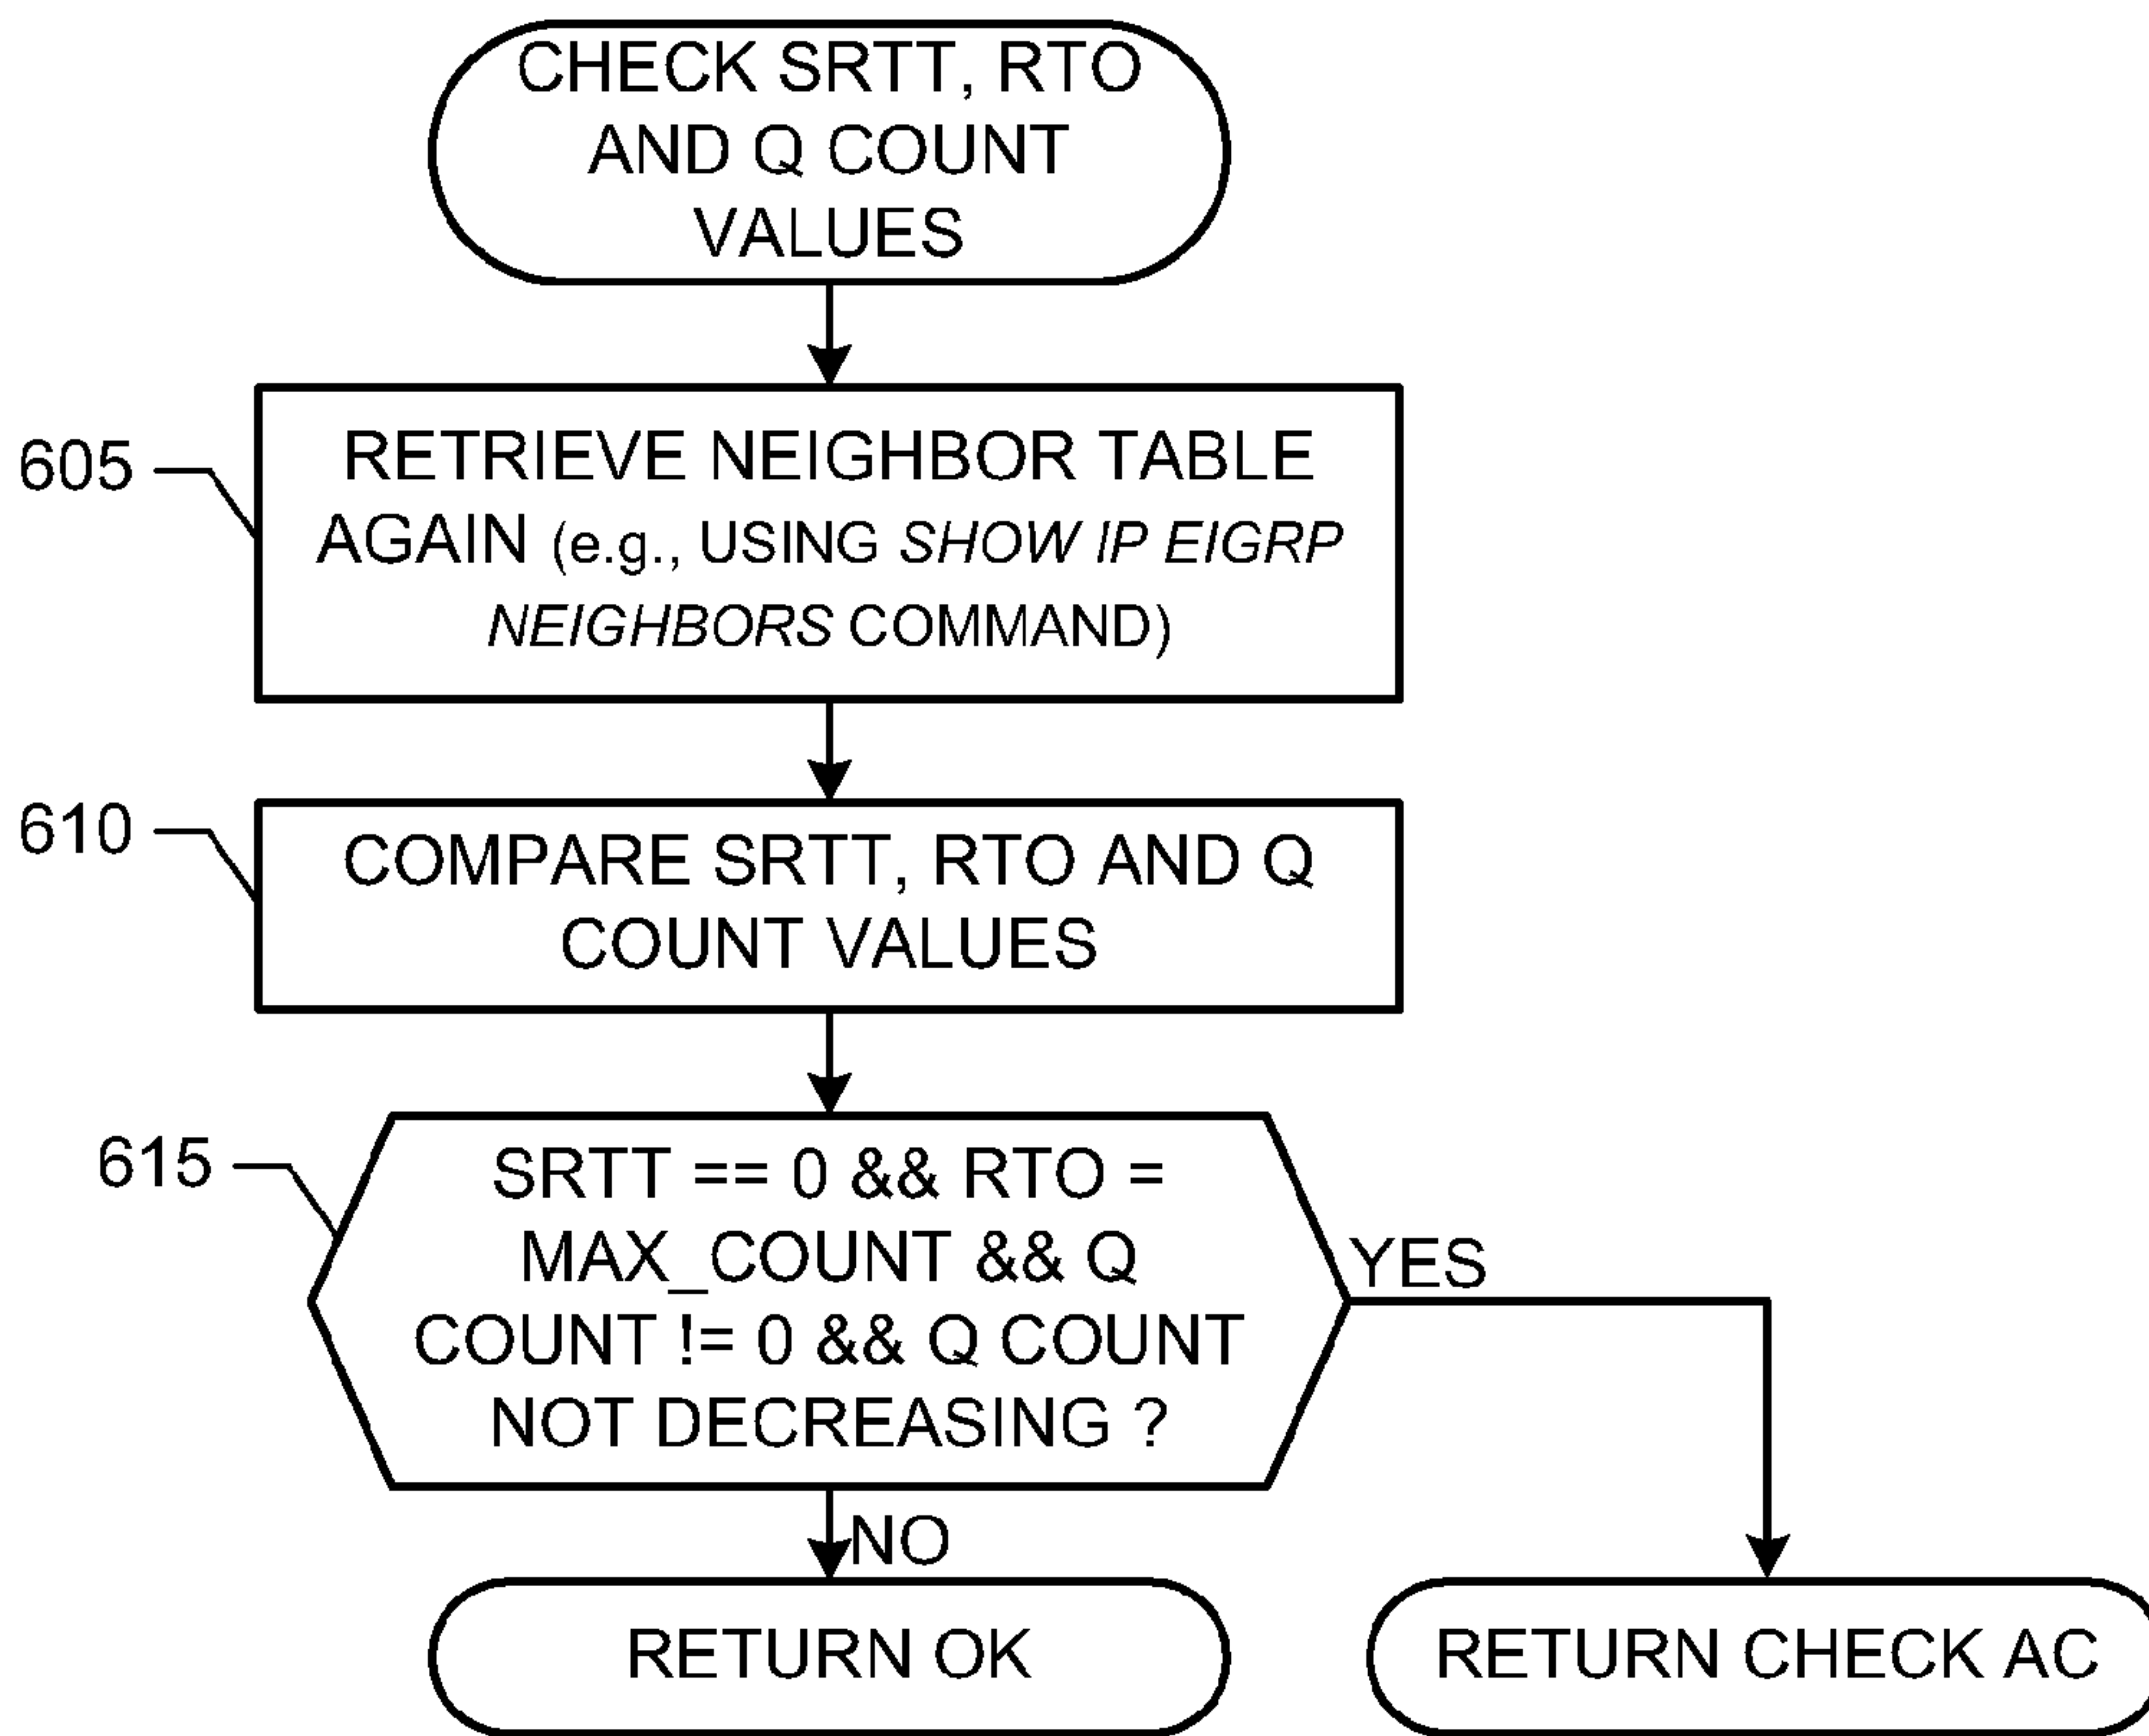 CHECK SRTT, RTO
AND Q COUNT
VALUES
605
RETRIEVE NEIGHBOR TABLE
AGAIN (e.g., USING SHOW IP EIGRP
NEIGHBORS COMMAND)
610
COMPARE SRTT, RTO AND Q
COUNT VALUES
615
SRTT == 0 && RTO =
MAX_COUNT && Q
COUNT != 0 && Q COUNT
NOT DECREASING ?
YES
NO
RETURN OK
RETURN CHECK AC